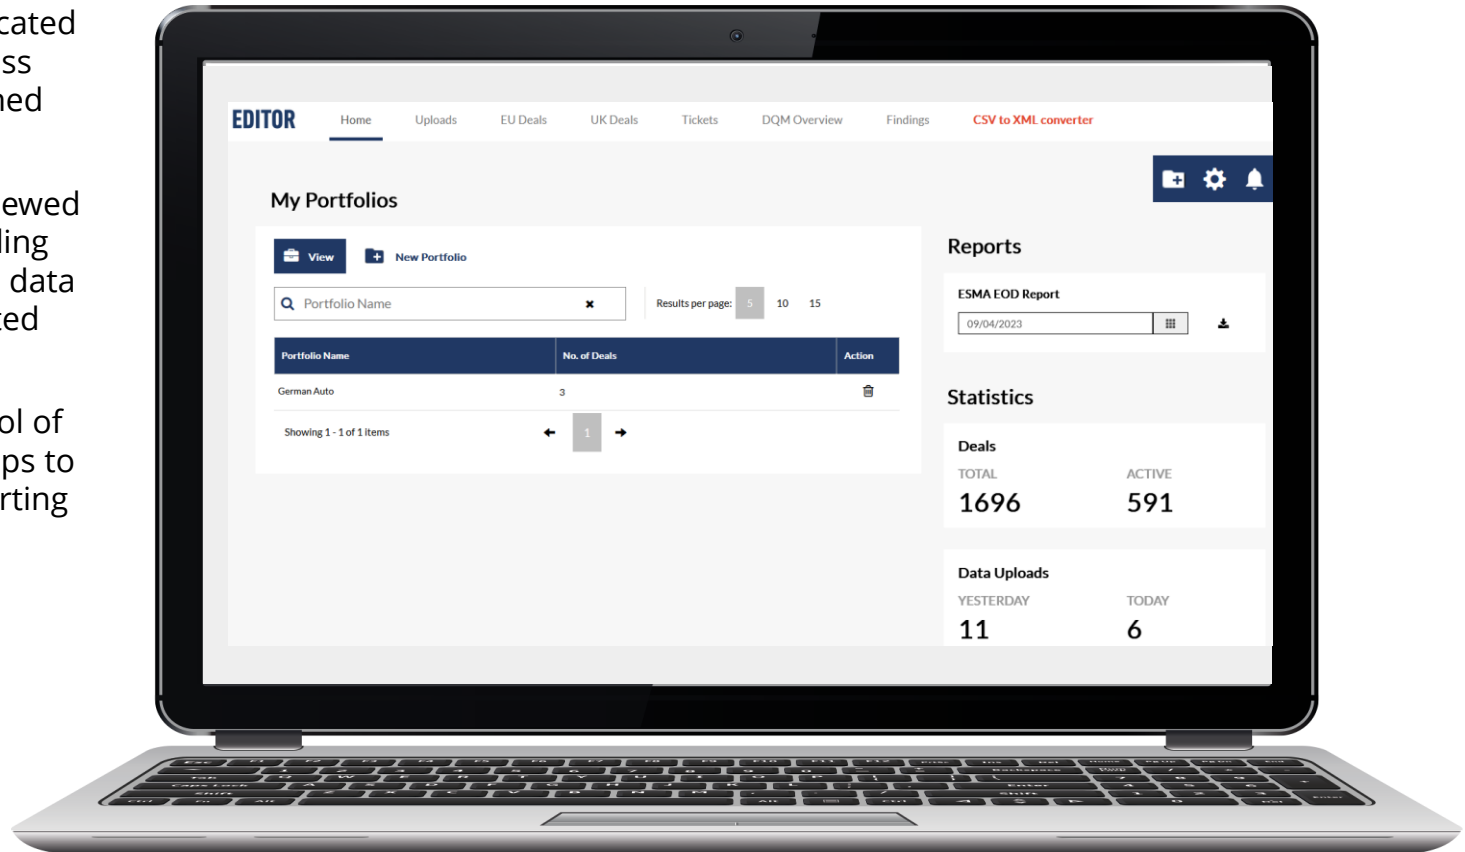 cated
ss
ned
iewed
ling
data
ted
ol of
ps to
rting
EDITOR Home Uploads EU Deals UK Deals Tickets DQM Overview Findings CSV to XML converter
My Portfolios
View New Portfolio
Portfolio Name Results per page: 5 10 15
Portfolio Name No. of Deals Action
German Auto 3
Showing 1 - 1 of 1 items 1
Reports
ESMA EOD Report
09/04/2023
Statistics
Deals
TOTAL ACTIVE
1696 591
Data Uploads
YESTERDAY TODAY
11 6